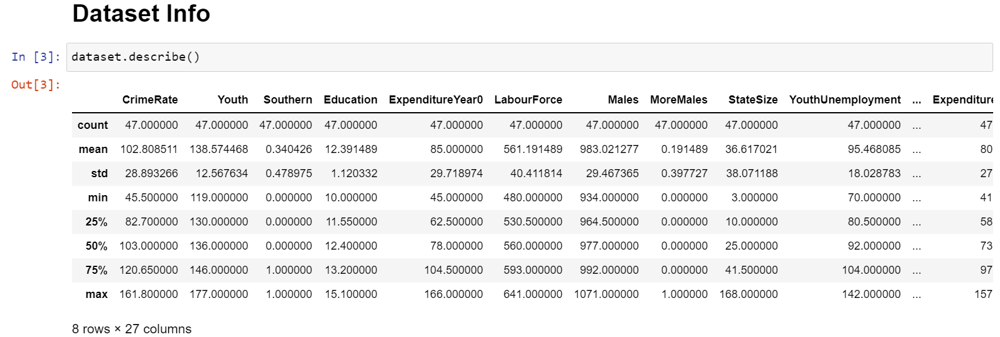 Dataset Info
In [3]: dataset.describe()
Out[3]:
CrimeRate Youth Southern Education ExpenditureYear0 LabourForce Males MoreMales StateSize YouthUnemployment ... Expenditure
count 47.000000 47.000000 47.000000 47.000000 47.000000 47.000000 47.000000 47.000000 47.000000 47.000000 ... 47
mean 102.808511 138.574468 0.340426 12.391489 85.000000 561.191489 983.021277 0.191489 36.617021 95.468085 ... 80
std 28.893266 12.567634 0.478975 1.120332 29.718974 40.411814 29.467365 0.397727 38.071188 18.028783 ... 27
min 45.500000 119.000000 0.000000 10.000000 45.000000 480.000000 934.000000 0.000000 3.000000 70.000000 ... 41
25% 82.700000 130.000000 0.000000 11.550000 62.500000 530.500000 964.500000 0.000000 10.000000 80.500000 ... 58
50% 103.000000 136.000000 0.000000 12.400000 78.000000 560.000000 977.000000 0.000000 25.000000 92.000000 ... 73
75% 120.650000 146.000000 1.000000 13.200000 104.500000 593.000000 992.000000 0.000000 41.500000 104.000000 ... 97
max 161.800000 177.000000 1.000000 15.100000 166.000000 641.000000 1071.000000 1.000000 168.000000 142.000000 ... 157
8 rows × 27 columns